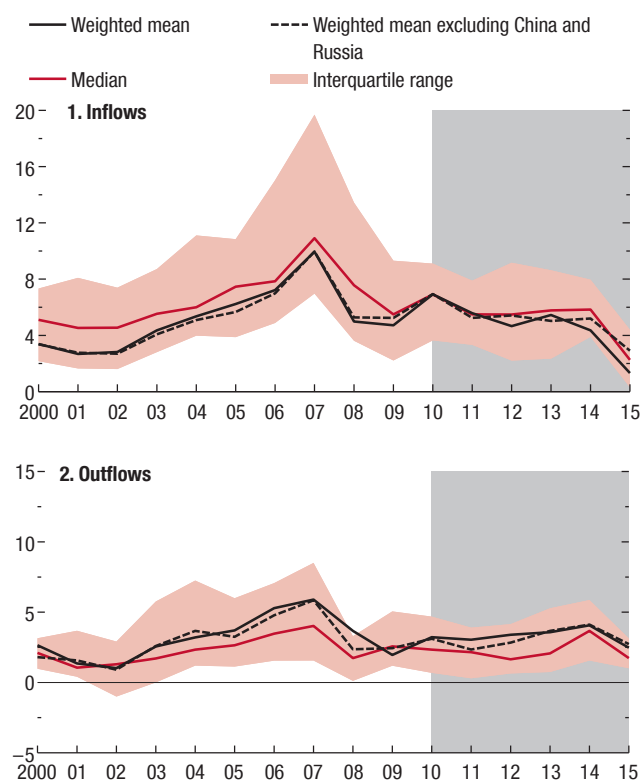 Weighted mean
Weighted mean excluding China and
Russia
Median
Interquartile range
20
1. Inflows
16
12
8
4
0
2000 01 02 03 04 05 06 07 08 09 10 11 12 13 14 15
15
2. Outflows
10
5
0
–5
2000 01 02 03 04 05 06 07 08 09 10 11 12 13 14 15